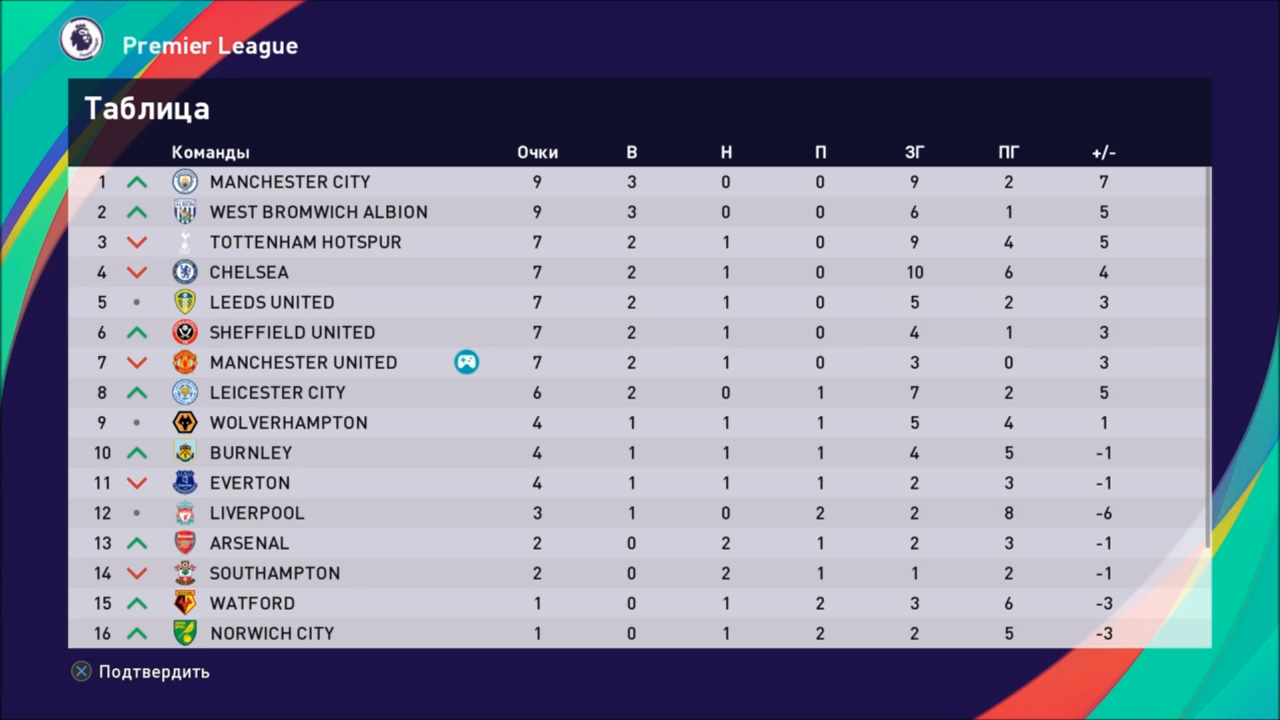 Premier League
Таблица
Команды Очки В Н П ЗГ ПГ +/-
1 MANCHESTER CITY 9 3 0 0 9 2 7
2 WEST BROMWICH ALBION 9 3 0 0 6 1 5
3 TOTTENHAM HOTSPUR 7 2 1 0 9 4 5
4 CHELSEA 7 2 1 0 10 6 4
5 LEEDS UNITED 7 2 1 0 5 2 3
6 SHEFFIELD UNITED 7 2 1 0 4 1 3
7 MANCHESTER UNITED 7 2 1 0 3 0 3
8 LEICESTER CITY 6 2 0 1 7 2 5
9 WOLVERHAMPTON 4 1 1 1 5 4 1
10 BURNLEY 4 1 1 1 4 5 -1
11 EVERTON 4 1 1 1 2 3 -1
12 LIVERPOOL 3 1 0 2 2 8 -6
13 ARSENAL 2 0 2 1 2 3 -1
14 SOUTHAMPTON 2 0 2 1 1 2 -1
15 WATFORD 1 0 1 2 3 6 -3
16 NORWICH CITY 1 0 1 2 2 5 -3
Подтвердить